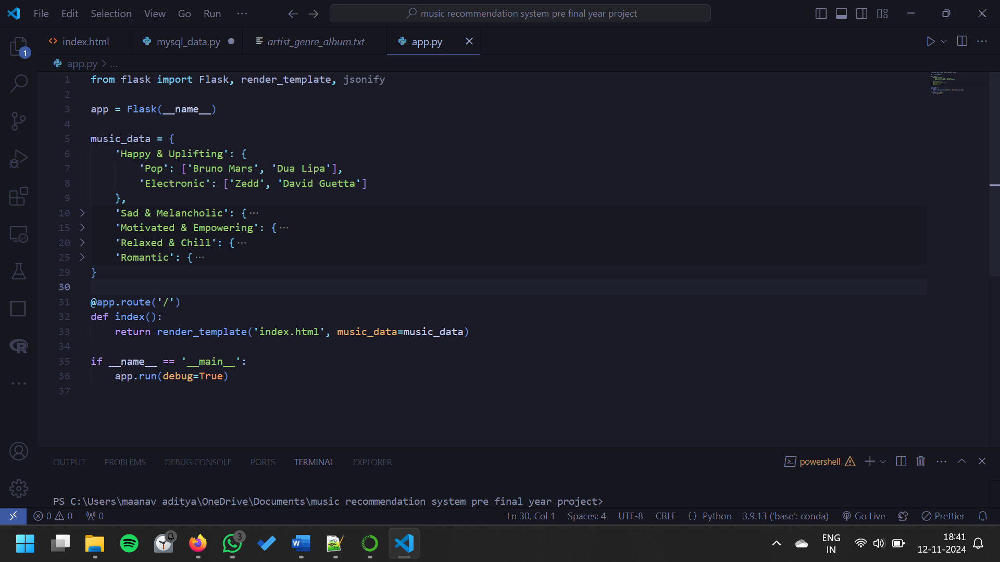 File Edit Selection View Go Run ··· music recommendation system pre final year project
index.html mysql_data.py artist_genre_album.txt app.py
1
app.py > ...
1 from flask import Flask, render_template, jsonify
2
3 app = Flask(__name__)
4
5 music_data = {
6 'Happy & Uplifting': {
7 'Pop': ['Bruno Mars', 'Dua Lipa'],
8 'Electronic': ['Zedd', 'David Guetta']
9 },
10 'Sad & Melancholic': {···
15 'Motivated & Empowering': {···
20 'Relaxed & Chill': {···
25 'Romantic': {···
29 }
30
31 @app.route('/')
32 def index():
33 return render_template('index.html', music_data=music_data)
34
35 if __name__ == '__main__':
36 app.run(debug=True)
37
OUTPUT PROBLEMS DEBUG CONSOLE PORTS TERMINAL EXPLORER powershell
PS C:\Users\maanav aditya\OneDrive\Documents\music recommendation system pre final year project>
0 0 0 Ln 30, Col 1 Spaces: 4 UTF-8 CRLF {} Python 3.9.13 ('base': conda) Go Live Prettier
3 ENG 18:41
IN 12-11-2024